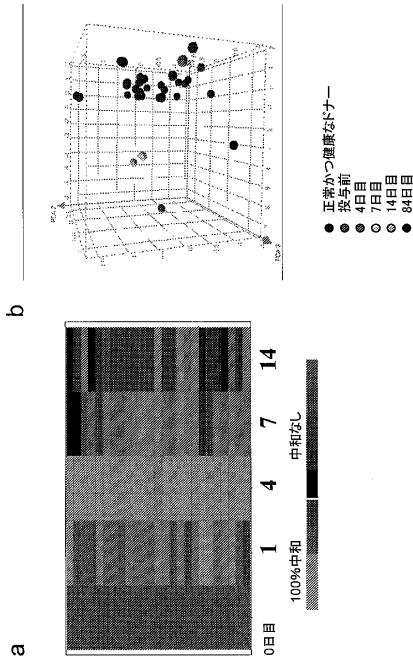 a
0日目 1 4 7 14
100%中和 中和なし
b
正常かつ健康なドナー
投与前
4日目
7日目
14日目
84日目